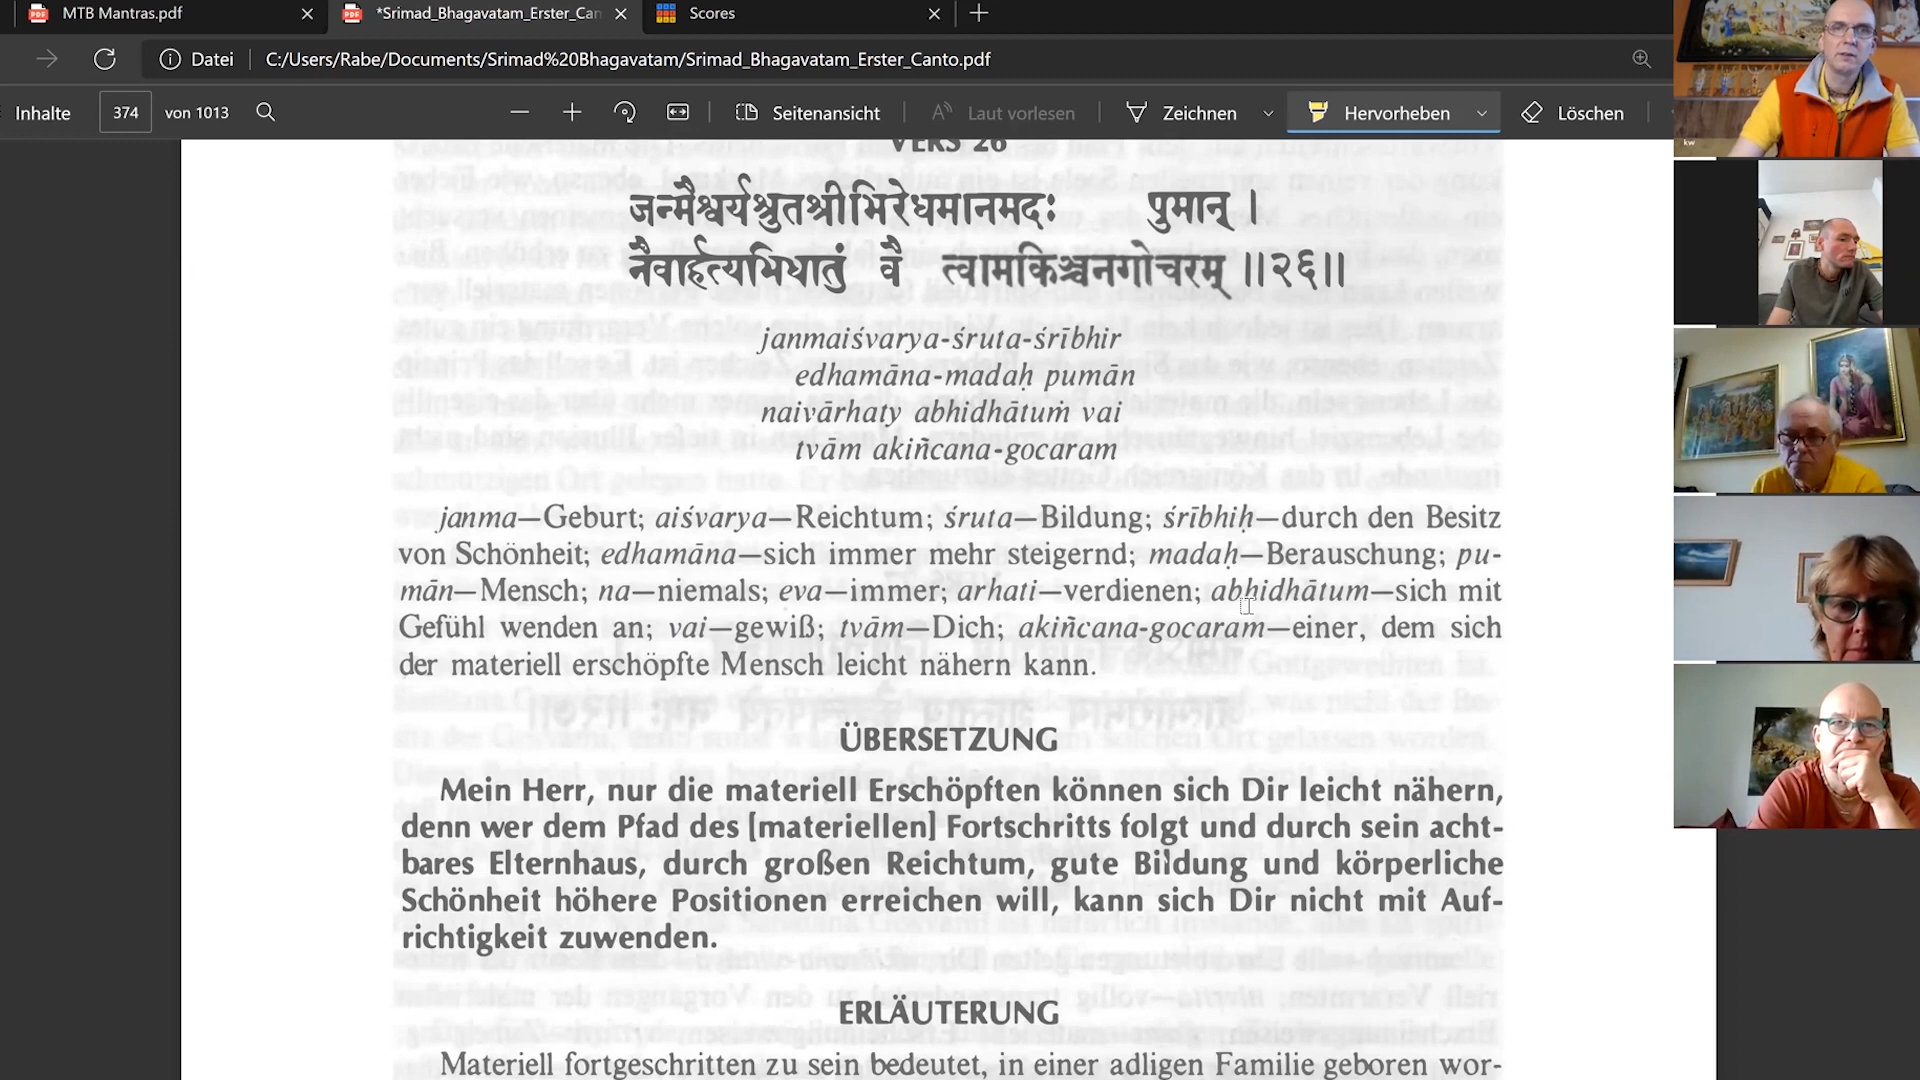 MTB Mantras.pdf
*Srimad_Bhagavatam_Erster_Can
Scores
Datei
C:/Users/Rabe/Documents/Srimad%20Bhagavatam/Srimad_Bhagavatam_Erster_Canto.pdf
Inhalte 374 von 1013 Seitenansicht Laut vorlesen Zeichnen Hervorheben Löschen
kw
VERS 26
जन्मैश्वर्यश्रुतश्रीभिरेधमानमदः पुमान् ।
नैवार्हत्यभिधातुं वै त्वामकिञ्चनगोचरम् ॥२६॥
janmaiśvarya-śruta-śrībhir
edhamāna-madaḥ pumān
naivārhaty abhidhātuṁ vai
tvām akiñcana-gocaram
janma—Geburt; aiśvarya—Reichtum; śruta—Bildung; śrībhiḥ—durch den Besitz
von Schönheit; edhamāna—sich immer mehr steigernd; madaḥ—Berauschung; pu-
mān—Mensch; na—niemals; eva—immer; arhati—verdienen; abhidhātum—sich mit
Gefühl wenden an; vai—gewiß; tvām—Dich; akiñcana-gocaram—einer, dem sich
der materiell erschöpfte Mensch leicht nähern kann.
ÜBERSETZUNG
Mein Herr, nur die materiell Erschöpften können sich Dir leicht nähern,
denn wer dem Pfad des [materiellen] Fortschritts folgt und durch sein acht-
bares Elternhaus, durch großen Reichtum, gute Bildung und körperliche
Schönheit höhere Positionen erreichen will, kann sich Dir nicht mit Auf-
richtigkeit zuwenden.
ERLÄUTERUNG
Materiell fortgeschritten zu sein bedeutet, in einer adligen Familie geboren wor-